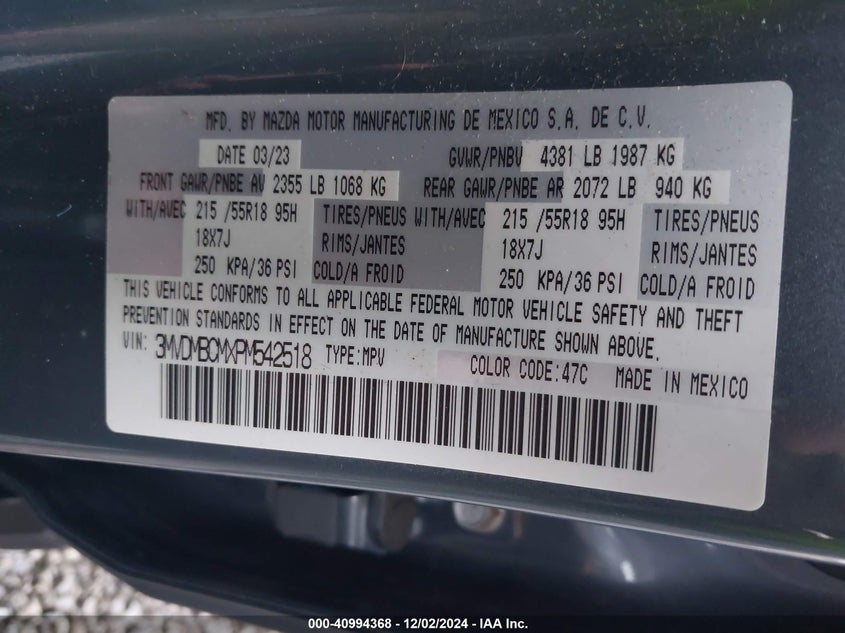 MFD. BY MAZDA MOTOR MANUFACTURING DE MEXICO S.A. DE C.V.
DATE 03/23 GVWR/PNBV 4381 LB 1987 KG
FRONT GAWR/PNBE AV 2355 LB 1068 KG REAR GAWR/PNBE AR 2072 LB 940 KG
WITH/AVEC 215 /55R18 95H TIRES/PNEUS WITH/AVEC 215 /55R18 95H TIRES/PNEUS
18X7J RIMS/JANTES 18X7J RIMS/JANTES
250 KPA/36 PSI COLD/A FROID 250 KPA/36 PSI COLD/A FROID
THIS VEHICLE CONFORMS TO ALL APPLICABLE FEDERAL MOTOR VEHICLE SAFETY AND THEFT
PREVENTION STANDARDS IN EFFECT ON THE DATE OF MANUFACTURE SHOWN ABOVE.
VIN: 3MVDMBCMXPM542518 TYPE:MPV COLOR CODE:47C MADE IN MEXICO
000-40994368 - 12/02/2024 - IAA Inc.